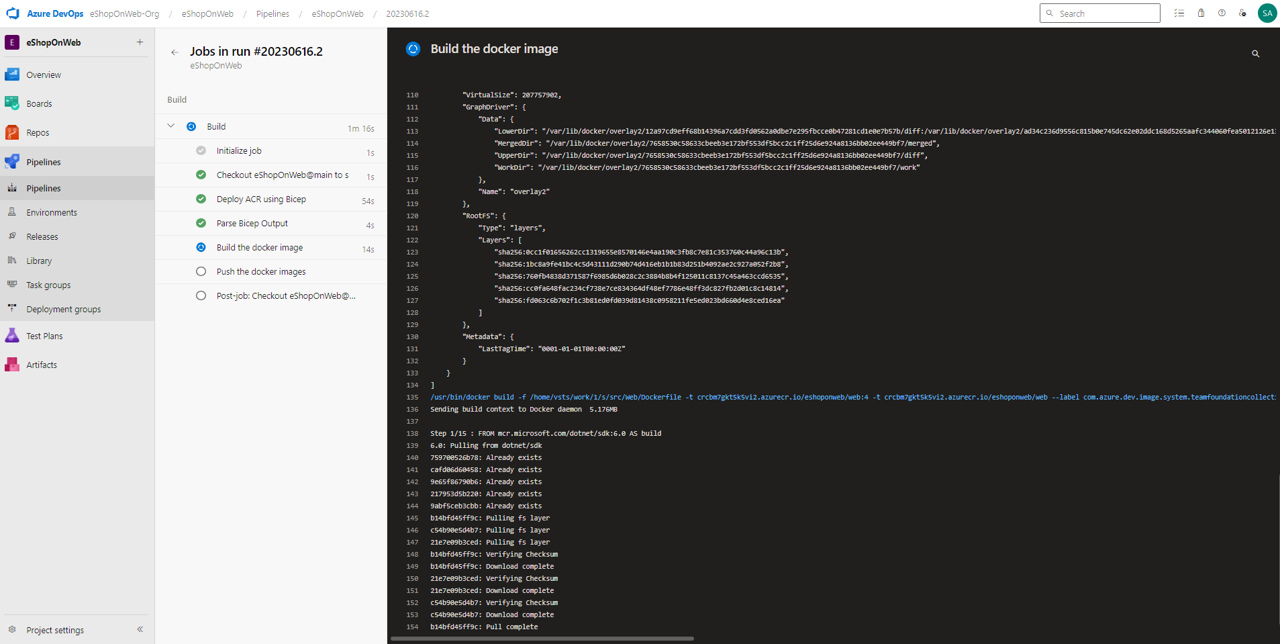 Azure DevOps eShopOnWeb-Org / eShopOnWeb / Pipelines / eShopOnWeb / 20230616.2
Search
SA
E eShopOnWeb +
Overview
Boards
Repos
Pipelines
Pipelines
Environments
Releases
Library
Task groups
Deployment groups
Test Plans
Artifacts
Project settings
Jobs in run #20230616.2
eShopOnWeb
Build
Build 1m 16s
Initialize job 1s
Checkout eShopOnWeb@main to s 1s
Deploy ACR using Bicep 54s
Parse Bicep Output 4s
Build the docker image 14s
Push the docker images
Post-job: Checkout eShopOnWeb@...
Build the docker image
110 "VirtualSize": 207757902,
111 "GraphDriver": {
112 "Data": {
113 "LowerDir": "/var/lib/docker/overlay2/12a97cd9eff68b14396a7cdd3fd0562a0dbe7e295fbcce0b47281cd1e0e7b57b/diff:/var/lib/docker/overlay2/ad34c236d9556c815b0e745dc62e02ddc168d5265aafc344060fea5012126e1
114 "MergedDir": "/var/lib/docker/overlay2/7658530c58633cbeeb3e172bf553df5bcc2c1ff25d6e924a8136bb02ee449bf7/merged",
115 "UpperDir": "/var/lib/docker/overlay2/7658530c58633cbeeb3e172bf553df5bcc2c1ff25d6e924a8136bb02ee449bf7/diff",
116 "WorkDir": "/var/lib/docker/overlay2/7658530c58633cbeeb3e172bf553df5bcc2c1ff25d6e924a8136bb02ee449bf7/work"
117 },
118 "Name": "overlay2"
119 },
120 "RootFS": {
121 "Type": "layers",
122 "Layers": [
123 "sha256:0cc1f01656262cc1319655e8570146e4aa190c3fb8c7e81c353760c44a96c13b",
124 "sha256:1bc8a9fe41bc4c5d43111d290b74d416eb1b1b83d251b4092ae2c927a052f2b8",
125 "sha256:760fb4838d371587f6985d6b028c2c3884b8b4f125011c8137c45a463ccd6535",
126 "sha256:cc0fa648fac234cf738e7ce834364df48ef7786e48ff3dc827fb2d01c8c14814",
127 "sha256:fd063c6b702f1c3b81ed0fd039d81438c0958211fe5ed023bd660d4e8ced16ea"
128 ]
129 },
130 "Metadata": {
131 "LastTagTime": "0001-01-01T00:00:00Z"
132 }
133 }
134 ]
135 /usr/bin/docker build -f /home/vsts/work/1/s/src/Web/Dockerfile -t crcbm7gkt5k5vi2.azurecr.io/eshoponweb/web:4 -t crcbm7gkt5k5vi2.azurecr.io/eshoponweb/web --label com.azure.dev.image.system.teamfoundationcollecti
136 Sending build context to Docker daemon 5.176MB
137
138 Step 1/15 : FROM mcr.microsoft.com/dotnet/sdk:6.0 AS build
139 6.0: Pulling from dotnet/sdk
140 759700526b78: Already exists
141 cafd06d60458: Already exists
142 9e65f86790b6: Already exists
143 217953d5b220: Already exists
144 9abf5ceb3cbb: Already exists
145 b14bfd45ff9c: Pulling fs layer
146 c54b90e5d4b7: Pulling fs layer
147 21e7e09b3ced: Pulling fs layer
148 b14bfd45ff9c: Verifying Checksum
149 b14bfd45ff9c: Download complete
150 21e7e09b3ced: Verifying Checksum
151 21e7e09b3ced: Download complete
152 c54b90e5d4b7: Verifying Checksum
153 c54b90e5d4b7: Download complete
154 b14bfd45ff9c: Pull complete